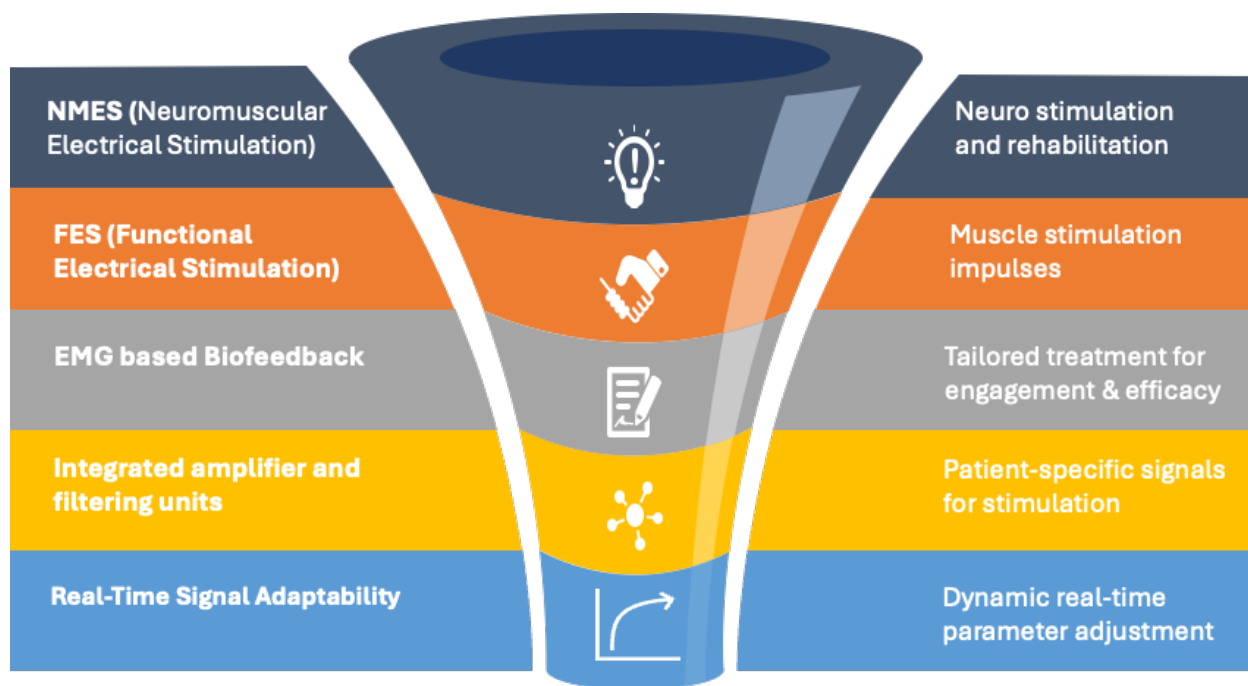 NMES (Neuromuscular
Electrical Stimulation)
Neuro stimulation
and rehabilitation
FES (Functional
Electrical Stimulation)
Muscle stimulation
impulses
EMG based Biofeedback
Tailored treatment for
engagement & efficacy
Integrated amplifier and
filtering units
Patient-specific signals
for stimulation
Real-Time Signal Adaptability
Dynamic real-time
parameter adjustment